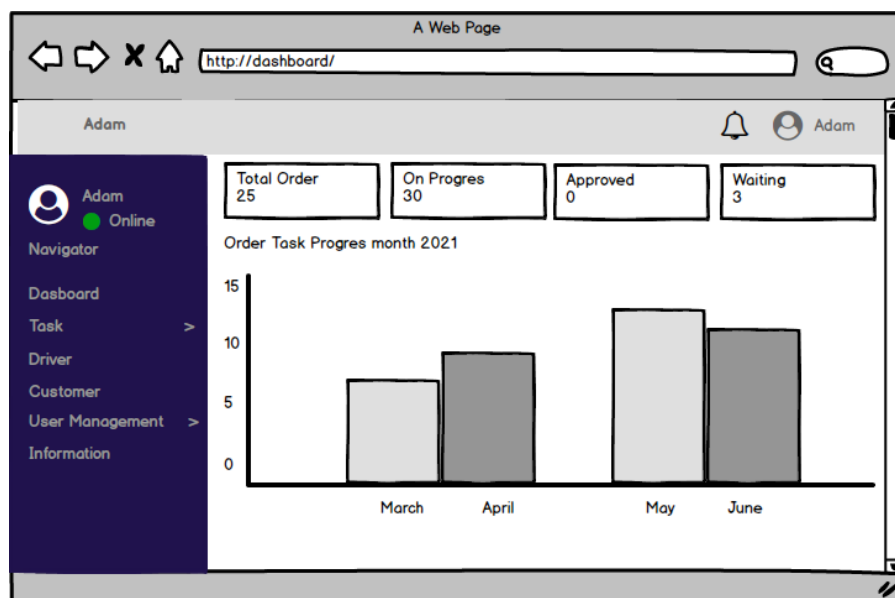 A Web Page
http://dashboard/
Adam
Adam
Adam
Online
Navigator
Dasboard
Task >
Driver
Customer
User Management >
Information
Total Order
25
On Progres
30
Approved
0
Waiting
3
Order Task Progres month 2021
15
10
5
0
March April May June